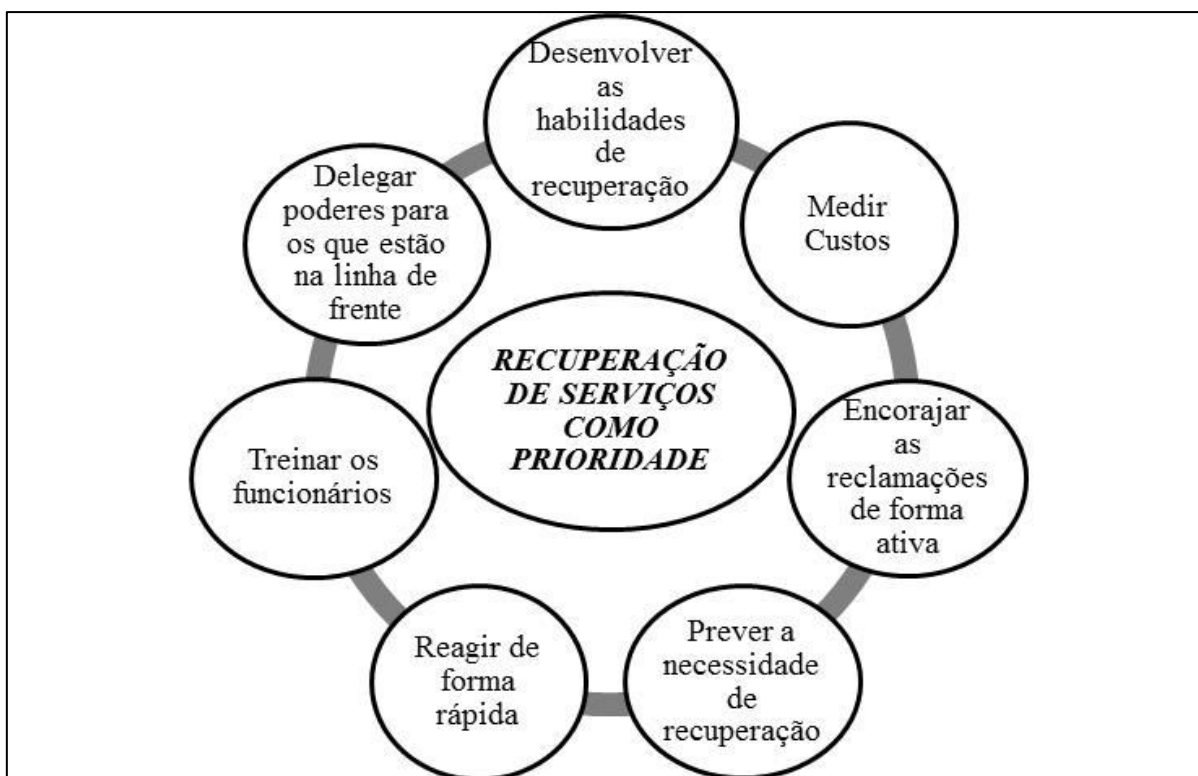 Desenvolver
as
habilidades
de
recuperação
Medir
Custos
Encorajar
as
reclamações
de forma
ativa
Prever a
necessidade
de
recuperação
Reagir de
forma
rápida
Treinar os
funcionários
Delegar
poderes para
os que estão
na linha de
frente
RECUPERAÇÃO
DE SERVIÇOS
COMO
PRIORIDADE